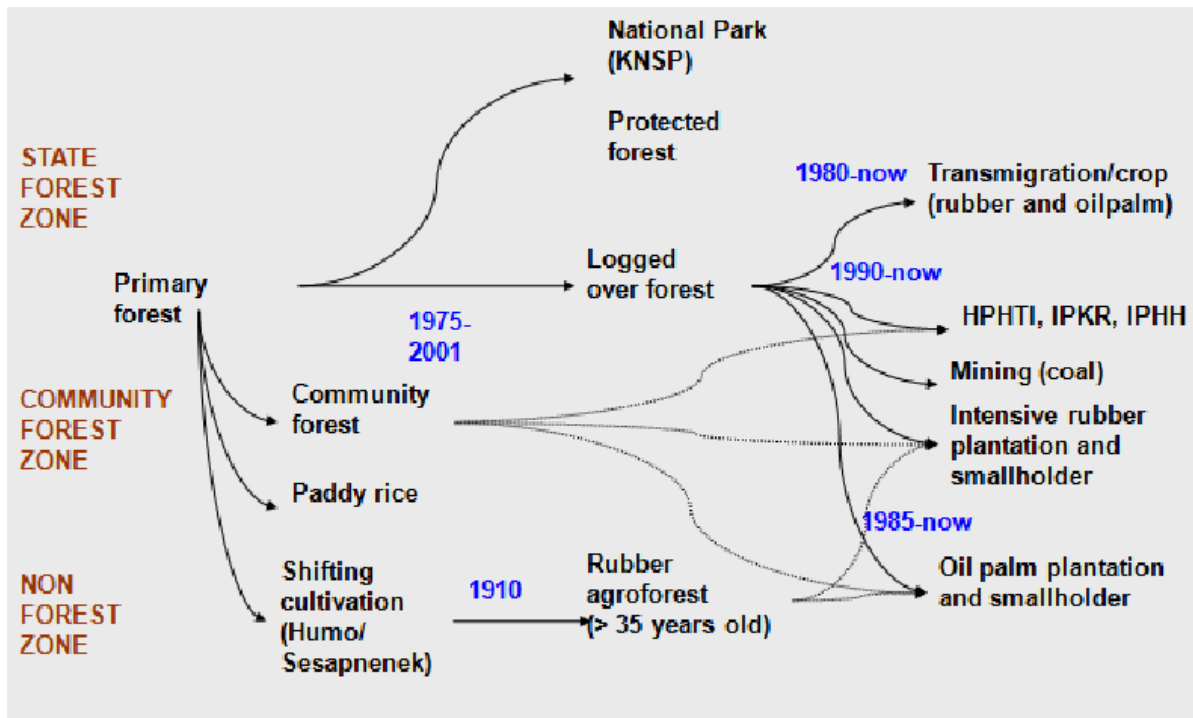 National Park
(KNSP)
Protected
forest
STATE
FOREST
ZONE
1980-now
Transmigration/crop
(rubber and oilpalm)
Primary
forest
Logged
over forest
1990-now
1975-
2001
HPHTI, IPKR, IPHH
Mining (coal)
COMMUNITY
FOREST
ZONE
Community
forest
Intensive rubber
plantation and
smallholder
Paddy rice
1985-now
NON
FOREST
ZONE
Shifting
cultivation
(Humo/
Sesapnenek)
1910
Rubber
agroforest
(> 35 years old)
Oil palm plantation
and smallholder